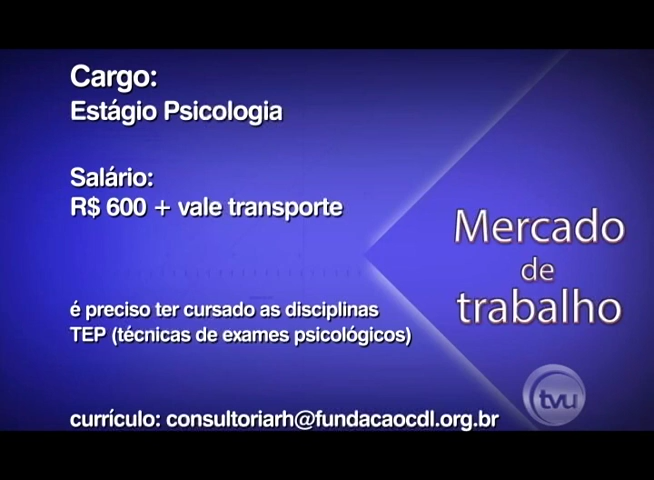 Cargo:
Estágio Psicologia
Salário:
R$ 600 + vale transporte
Mercado
de
trabalho
é preciso ter cursado as disciplinas
TEP (técnicas de exames psicológicos)
tvu
currículo: consultoriarh@fundacaocdl.org.br